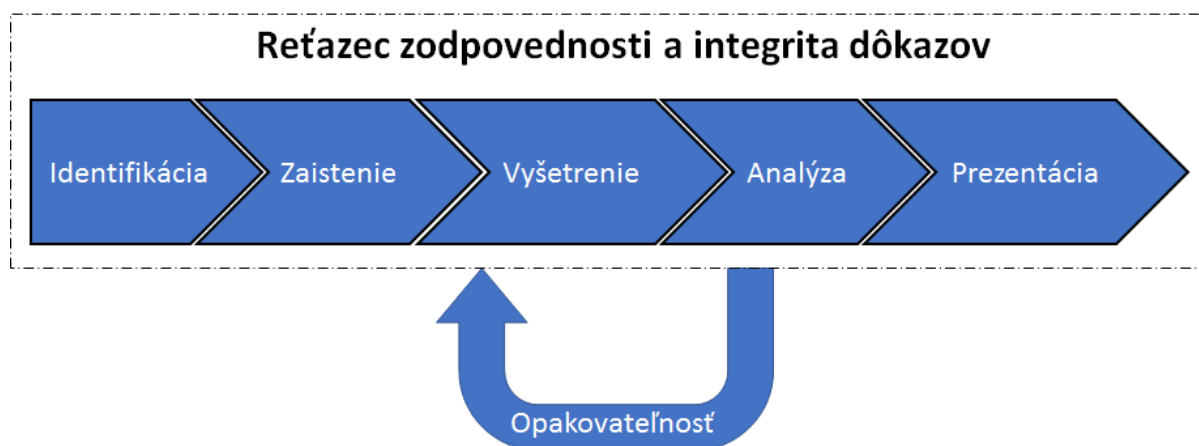 Reťazec zodpovednosti a integrita dôkazov
Identifikácia
Zaistenie
Vyšetrenie
Analýza
Prezentácia
Opakovateľnosť